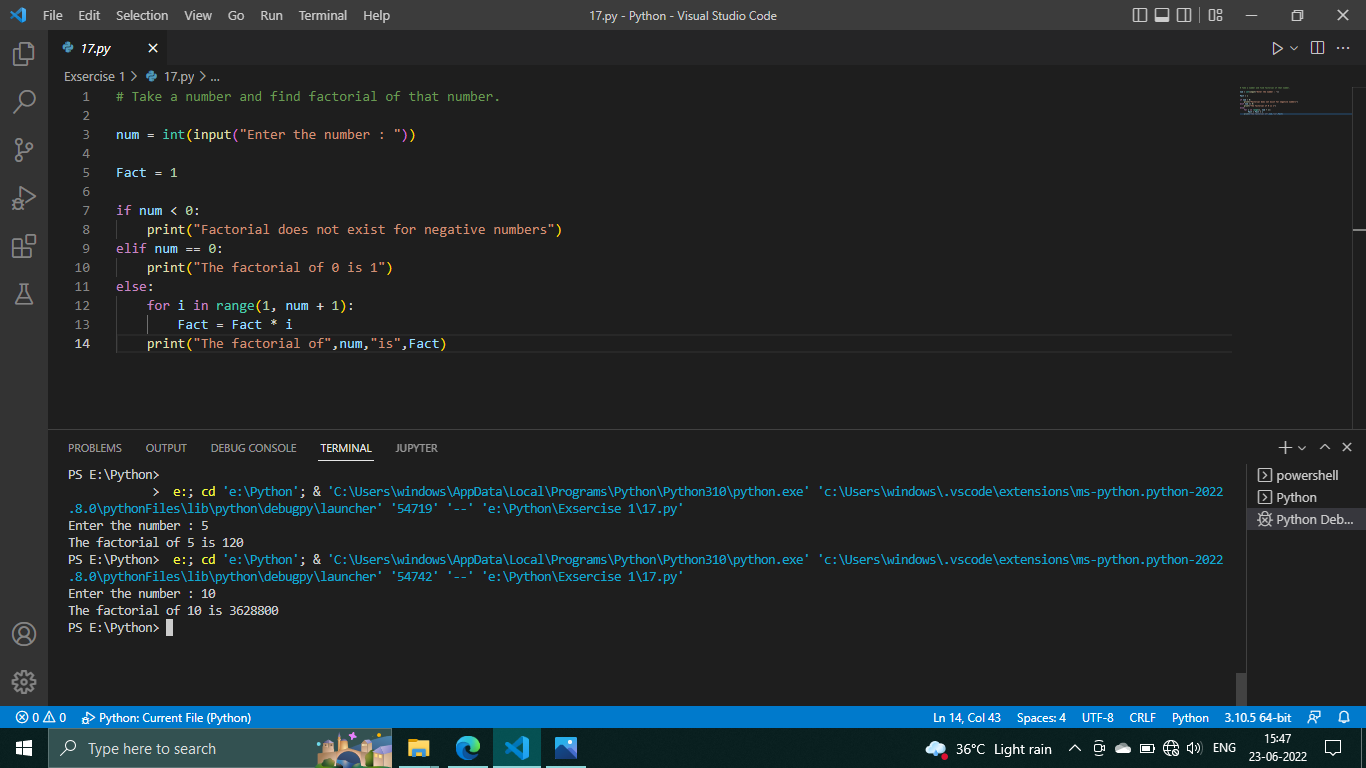 File Edit Selection View Go Run Terminal Help 17.py - Python - Visual Studio Code
17.py
Exsercise 1 > 17.py > ...
1 # Take a number and find factorial of that number.
2
3 num = int(input("Enter the number : "))
4
5 Fact = 1
6
7 if num < 0:
8     print("Factorial does not exist for negative numbers")
9 elif num == 0:
10     print("The factorial of 0 is 1")
11 else:
12     for i in range(1, num + 1):
13         Fact = Fact * i
14     print("The factorial of",num,"is",Fact)
PROBLEMS OUTPUT DEBUG CONSOLE TERMINAL JUPYTER
PS E:\Python>
           >  e:; cd 'e:\Python'; & 'C:\Users\windows\AppData\Local\Programs\Python\Python310\python.exe' 'c:\Users\windows\.vscode\extensions\ms-python.python-2022
.8.0\pythonFiles\lib\python\debugpy\launcher' '54719' '--' 'e:\Python\Exsercise 1\17.py'
Enter the number : 5
The factorial of 5 is 120
PS E:\Python>  e:; cd 'e:\Python'; & 'C:\Users\windows\AppData\Local\Programs\Python\Python310\python.exe' 'c:\Users\windows\.vscode\extensions\ms-python.python-2022
.8.0\pythonFiles\lib\python\debugpy\launcher' '54742' '--' 'e:\Python\Exsercise 1\17.py'
Enter the number : 10
The factorial of 10 is 3628800
PS E:\Python>
powershell
Python
Python Deb...
0 0 Python: Current File (Python) Ln 14, Col 43 Spaces: 4 UTF-8 CRLF Python 3.10.5 64-bit
Type here to search 36°C Light rain ENG 15:47
23-06-2022